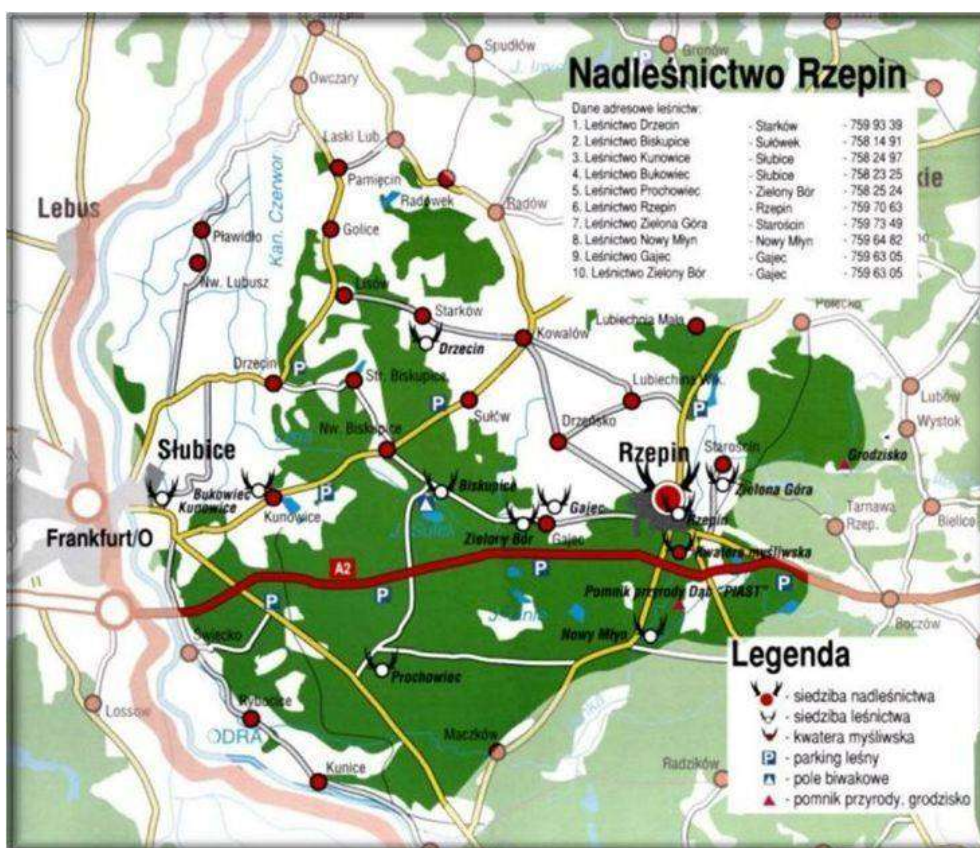 Nadleśnictwo Rzepin
Dane adresowe leśnictw:
1. Leśnictwo Drzecin - Starków - 759 93 39
2. Leśnictwo Biskupice - Sułówek - 758 14 91
3. Leśnictwo Kunowice - Słubice - 758 24 97
4. Leśnictwo Bukowiec - Słubice - 758 23 25
5. Leśnictwo Prochowiec - Zielony Bór - 758 25 24
6. Leśnictwo Rzepin - Rzepin - 759 70 63
7. Leśnictwo Zielona Góra - Starościn - 759 73 49
8. Leśnictwo Nowy Młyn - Nowy Młyn - 759 64 82
9. Leśnictwo Gajec - Gajec - 759 63 05
10. Leśnictwo Zielony Bór - Gajec - 759 63 05
Spudłów
Gronów
Owczary
Laski Lub.
Pamięcin
Radówek
Radów
Lebus
Kan. Czerwor
Pławidło
Golice
Nw. Lubusz
Lisów
Starków
Drzecin
Kowalów
Lubiechnia Mała
Polecko
kie
Drzecin
Str. Biskupice
Lubiechnia Wlk.
Lubów
Sułów
Wystok
Nw. Biskupice
Drzeńsko
Słubice
Rzepin
Starościn
Grodzisko
Bukowiec
Kunowice
Biskupice
Zielona Góra
Kunowice
Gajec
Rzepin
Tarnawa
Rzep.
Bielice
Frankfurt/O
Zielony Bór
Gajec
Kwatera myśliwska
A2
Pomnik przyrody Dąb "PIAST"
Boczów
Nowy Młyn
Świecko
Prochowiec
Lossow
Rybocice
ODRA
Maczków
Kunice
Radzików
Legenda
- siedziba nadleśnictwa
- siedziba leśnictwa
- kwatera myśliwska
P - parking leśny
- pole biwakowe
- pomnik przyrody. grodzisko